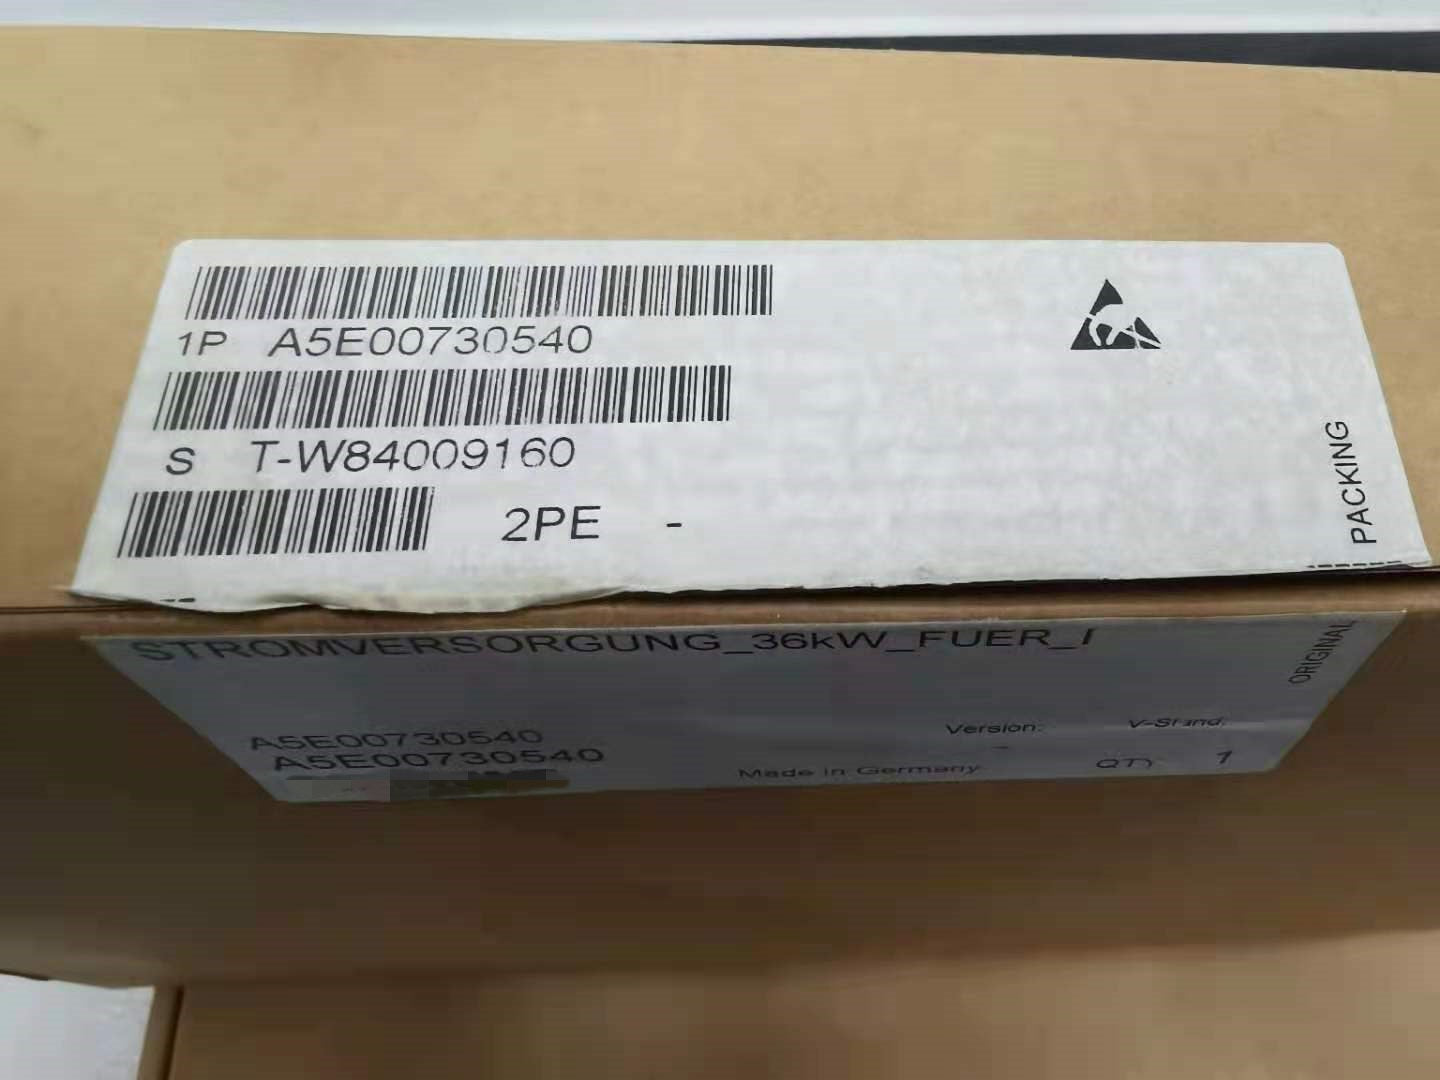 1P A5E00730540
S T-W84009160
2PE -
PACKING
STROMVERSORGUNG_36kW_FUER_I
ORIGINAL
Version: V-Stand:
A5E00730540
A5E00730540
Made in Germany QTY: 1